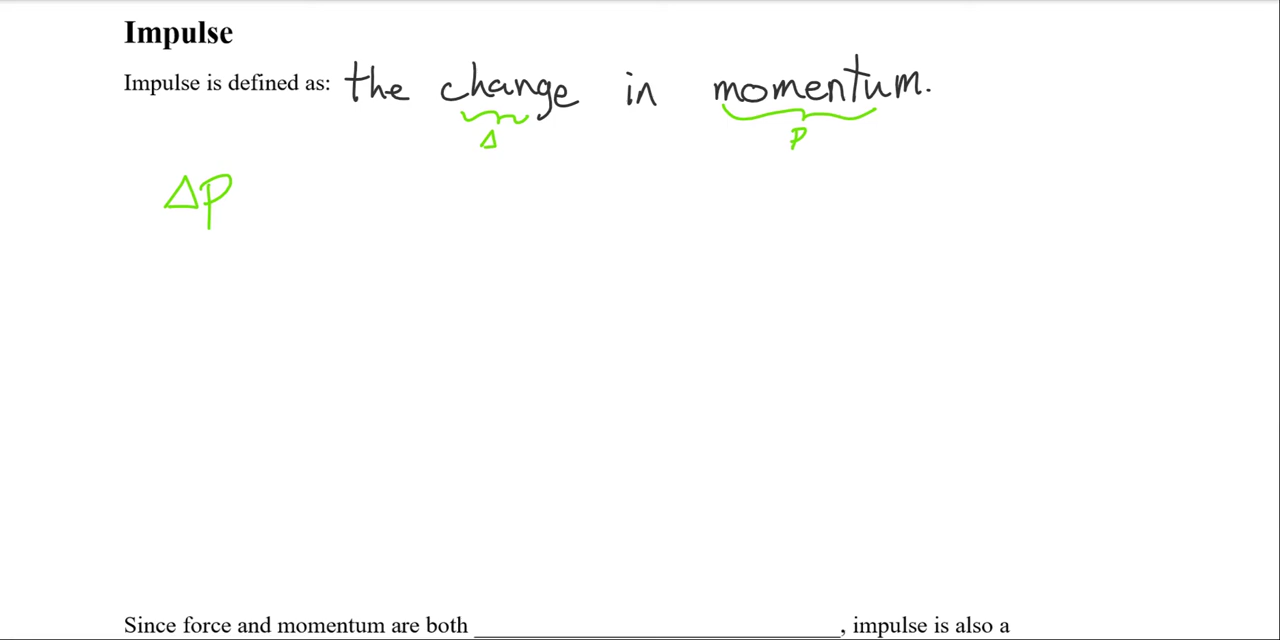 Impulse
Impulse is defined as: the change in momentum.
Δ P
ΔP
Since force and momentum are both ______________________________, impulse is also a